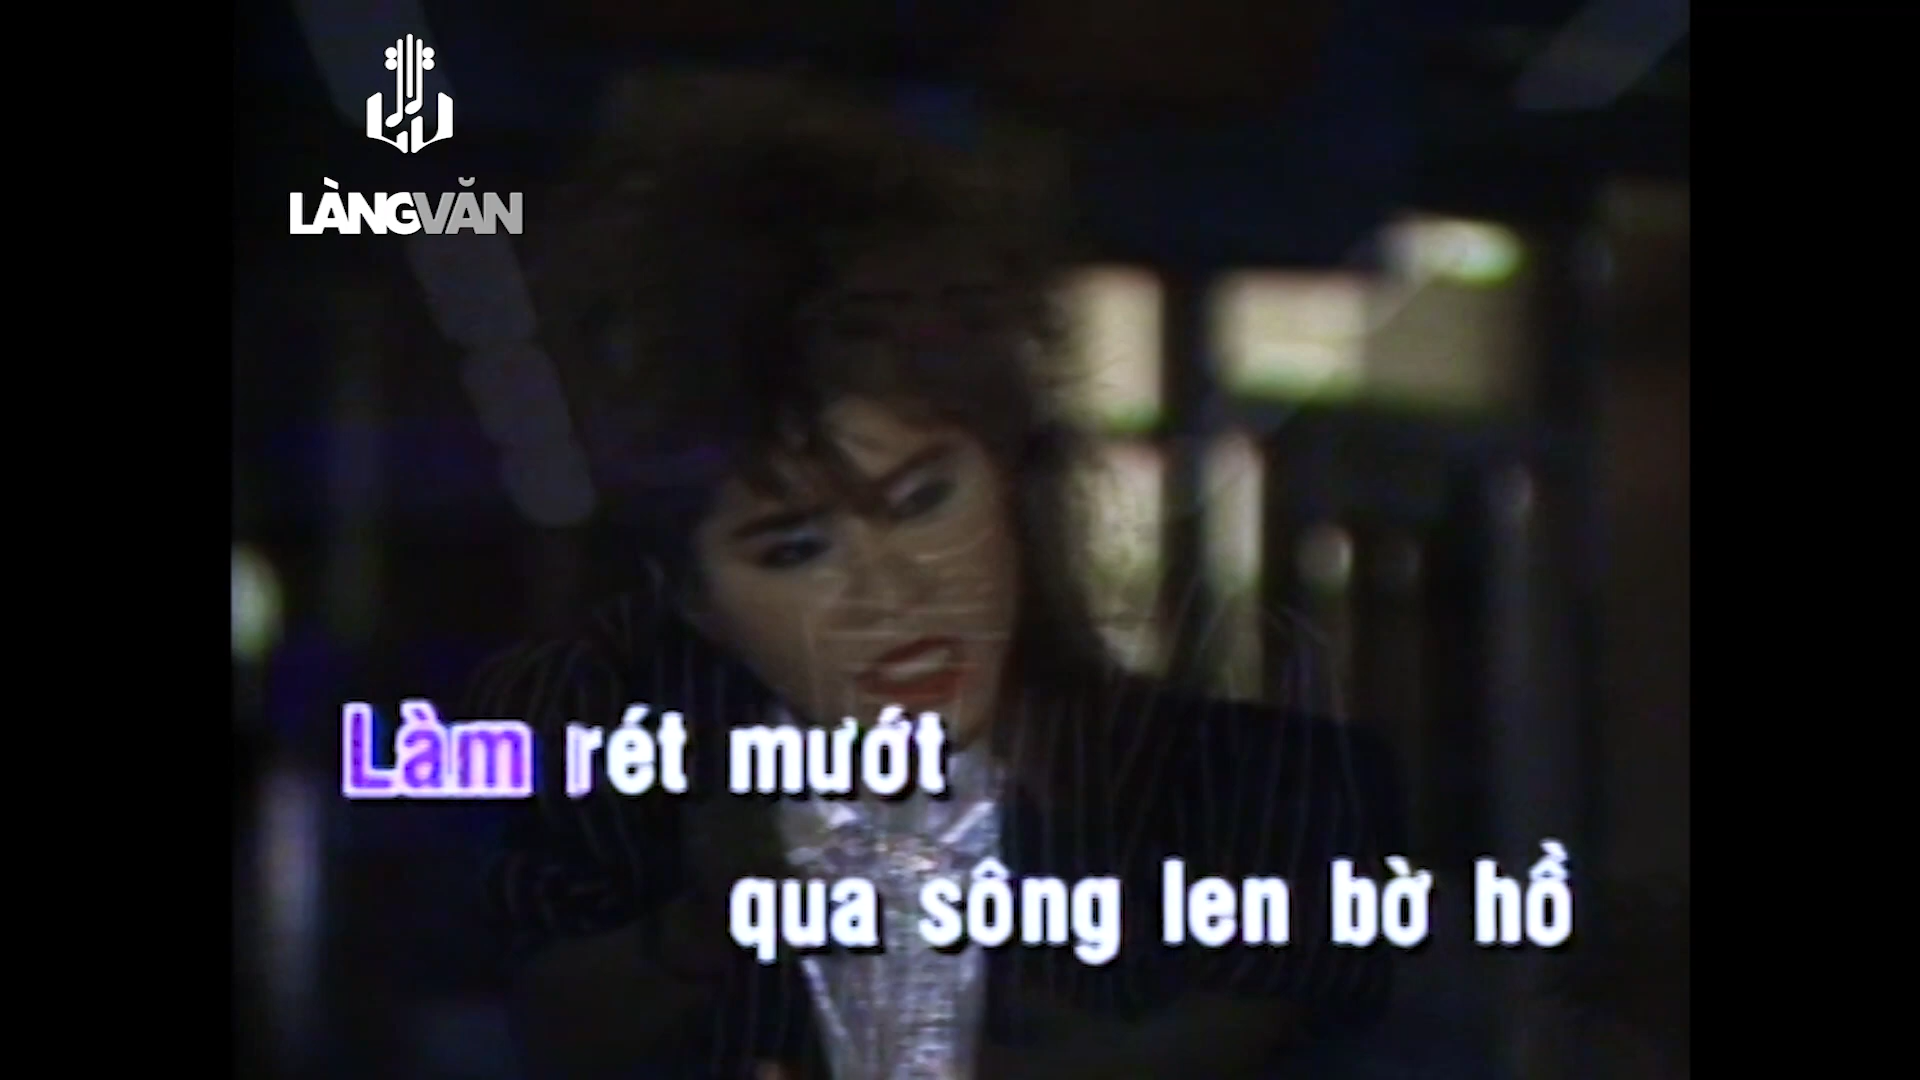 LÀNGVĂN
Làm rét mướt
qua sông len bờ hồ